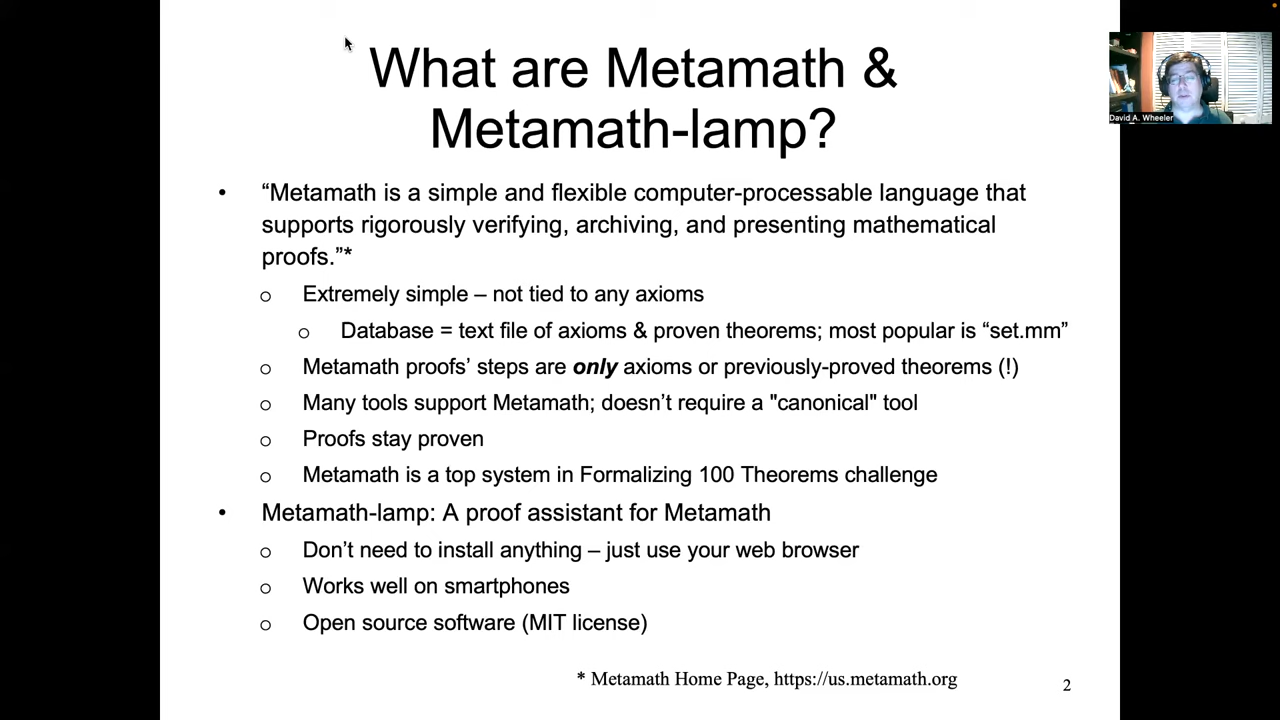 What are Metamath &
Metamath-lamp?
David A. Wheeler
• “Metamath is a simple and flexible computer-processable language that
supports rigorously verifying, archiving, and presenting mathematical
proofs.”*
o Extremely simple – not tied to any axioms
o Database = text file of axioms & proven theorems; most popular is “set.mm”
o Metamath proofs’ steps are only axioms or previously-proved theorems (!)
o Many tools support Metamath; doesn’t require a "canonical" tool
o Proofs stay proven
o Metamath is a top system in Formalizing 100 Theorems challenge
• Metamath-lamp: A proof assistant for Metamath
o Don’t need to install anything – just use your web browser
o Works well on smartphones
o Open source software (MIT license)
* Metamath Home Page, https://us.metamath.org
2